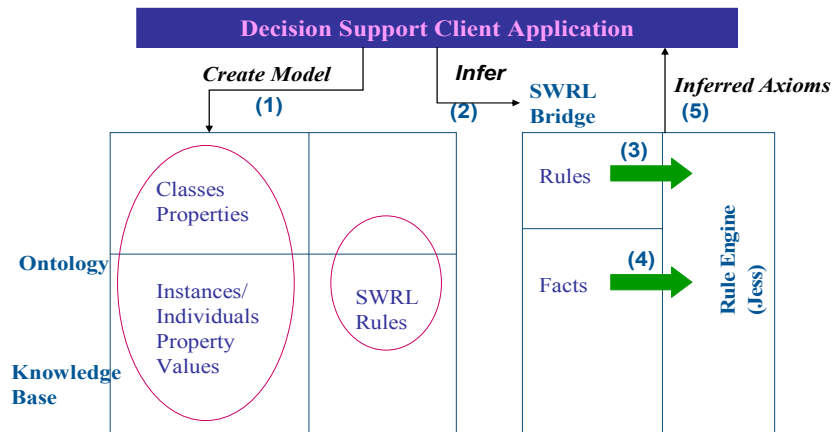 Decision Support Client Application
Create Model
(1)
Infer
(2)
SWRL
Bridge
Inferred Axioms
(5)
Classes
Properties
Ontology
Instances/
Individuals
Property
Values
Knowledge
Base
SWRL
Rules
Rules
(3)
Facts
(4)
Rule Engine
(Jess)